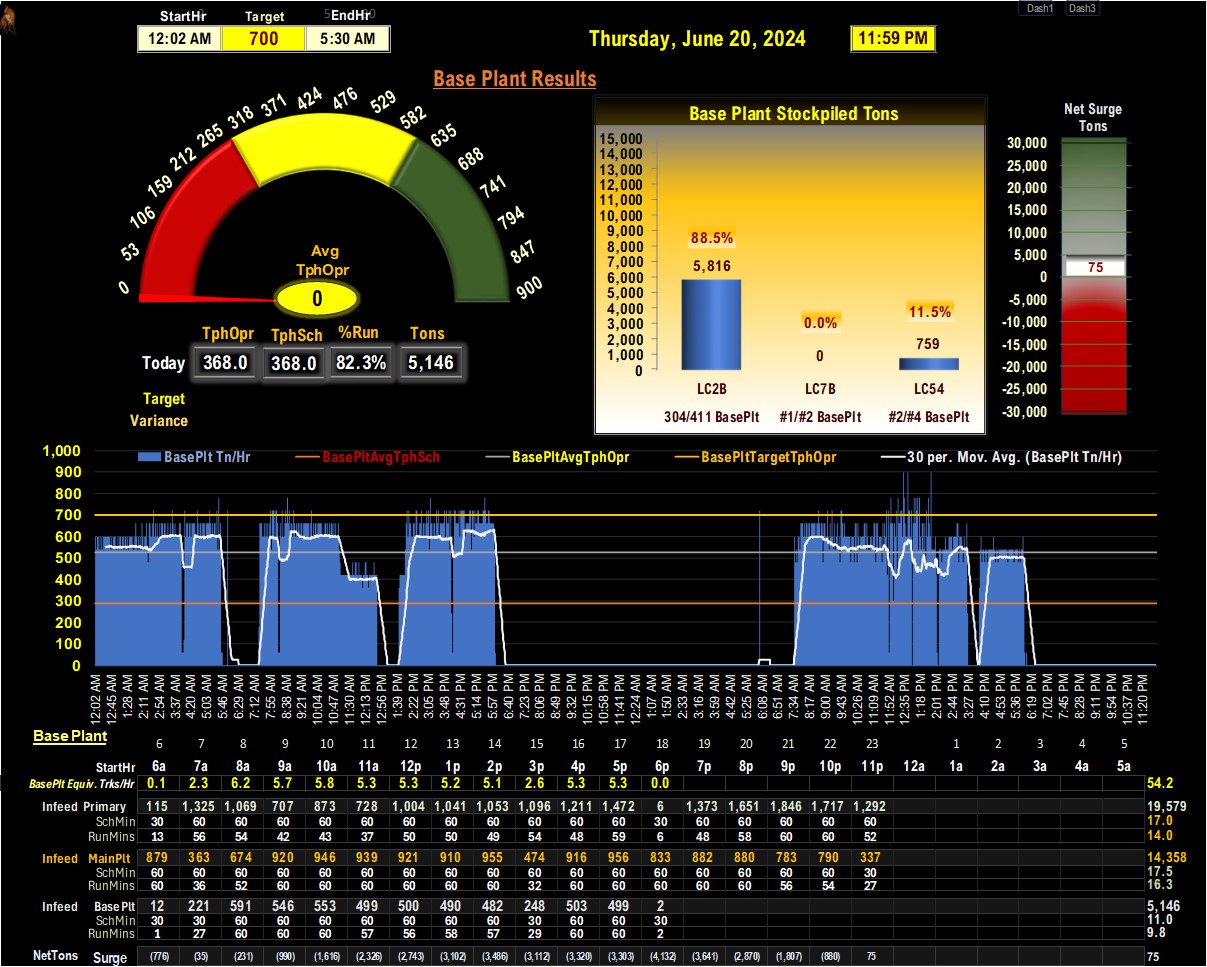 StartHr Target EndHr Dash1 Dash3
12:02 AM 700 5:30 AM
Thursday, June 20, 2024 11:59 PM
Base Plant Results
0 53 106 159 212 265 318 371 424 476 529 582 635 688 741 794 847 900
Avg
TphOpr
0
TphOpr TphSch %Run Tons
Today 368.0 368.0 82.3% 5,146
Target
Variance
Base Plant Stockpiled Tons
15,000
14,000
13,000
12,000
11,000
10,000
9,000
8,000
7,000
6,000
5,000
4,000
3,000
2,000
1,000
0
88.5% 0.0% 11.5%
5,816 0 759
LC2B LC7B LC54
304/411 BasePlt #1/#2 BasePlt #2/#4 BasePlt
Net Surge
Tons
30,000
25,000
20,000
15,000
10,000
5,000
0
-5,000
-10,000
-15,000
-20,000
-25,000
-30,000
75
BasePlt Tn/Hr BasePltAvgTphSch BasePltAvgTphOpr BasePltTargetTphOpr 30 per. Mov. Avg. (BasePlt Tn/Hr)
1,000
900
800
700
600
500
400
300
200
100
0
12:02 AM 12:45 AM 1:28 AM 2:11 AM 2:54 AM 3:37 AM 4:20 AM 5:03 AM 5:46 AM 6:29 AM 7:12 AM 7:55 AM 8:38 AM 9:21 AM 10:04 AM 10:47 AM 11:30 AM 12:13 PM 12:56 PM 1:39 PM 2:22 PM 3:05 PM 3:48 PM 4:31 PM 5:14 PM 5:57 PM 6:40 PM 7:23 PM 8:06 PM 8:49 PM 9:32 PM 10:15 PM 10:58 PM 11:41 PM 12:24 AM 1:07 AM 1:50 AM 2:33 AM 3:16 AM 3:59 AM 4:42 AM 5:25 AM 6:08 AM 6:51 AM 7:34 AM 8:17 AM 9:00 AM 9:43 AM 10:26 AM 11:09 AM 11:52 AM 12:35 PM 1:18 PM 2:01 PM 2:44 PM 3:27 PM 4:10 PM 4:53 PM 5:36 PM 6:19 PM 7:02 PM 7:45 PM 8:28 PM 9:11 PM 9:54 PM 10:37 PM 11:20 PM
Base Plant
6 7 8 9 10 11 12 13 14 15 16 17 18 19 20 21 22 23 1 2 3 4 5
StartHr 6a 7a 8a 9a 10a 11a 12p 1p 2p 3p 4p 5p 6p 7p 8p 9p 10p 11p 12a 1a 2a 3a 4a 5a
BasePlt Equiv. Trks/Hr 0.1 2.3 6.2 5.7 5.8 5.3 5.3 5.2 5.1 2.6 5.3 5.3 0.0 54.2
Infeed Primary 115 1,325 1,069 707 873 728 1,004 1,041 1,053 1,096 1,211 1,472 6 1,373 1,651 1,846 1,717 1,292 19,579
SchMin 30 60 60 60 60 60 60 60 60 60 60 60 30 60 60 60 60 60 17.0
RunMins 13 56 54 42 43 37 50 50 49 54 48 59 6 48 58 60 60 52 14.0
Infeed MainPlt 879 363 674 920 946 939 921 910 955 474 916 956 833 882 880 783 790 337 14,358
SchMin 60 60 60 60 60 60 60 60 60 60 60 60 60 60 60 60 60 30 17.5
RunMins 60 36 52 60 60 60 60 60 60 32 60 60 60 60 60 56 54 27 16.3
Infeed BasePlt 12 221 591 546 553 499 500 490 482 248 503 499 2 5,146
SchMin 30 30 60 60 60 60 60 60 60 30 60 60 30 11.0
RunMins 1 27 60 60 60 57 56 58 57 29 60 60 2 9.8
NetTons Surge (776) (35) (231) (990) (1,616) (2,326) (2,743) (3,102) (3,486) (3,112) (3,320) (3,303) (4,132) (3,641) (2,870) (1,807) (880) 75 75